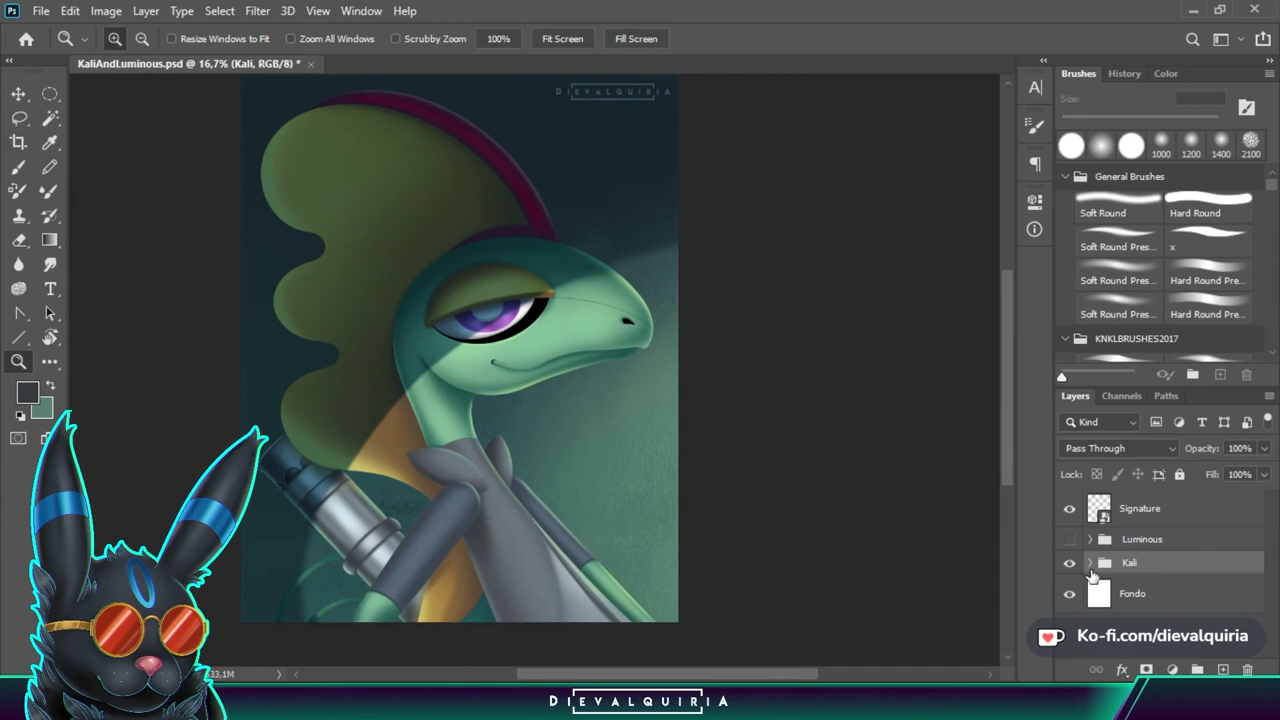 Ps File Edit Image Layer Type Select Filter 3D View Window Help
Resize Windows to Fit Zoom All Windows Scrubby Zoom 100% Fit Screen Fill Screen
KaliAndLuminous.psd @ 16,7% (Kali, RGB/8) *
DIEVALQUIRIA
Brushes History Color
Size:
1000 1200 1400 2100
General Brushes
Soft Round Hard Round
Soft Round Pres... x
Soft Round Pres... Hard Round Pre...
Soft Round Pres... Hard Round Pre...
KNKLBRUSHES2017
Layers Channels Paths
Kind
Pass Through Opacity: 100%
Lock: Fill: 100%
Signature
Luminous
Kali
Fondo
Ko-fi.com/dievalquiria
33.1M
DIEVALQUIRIA